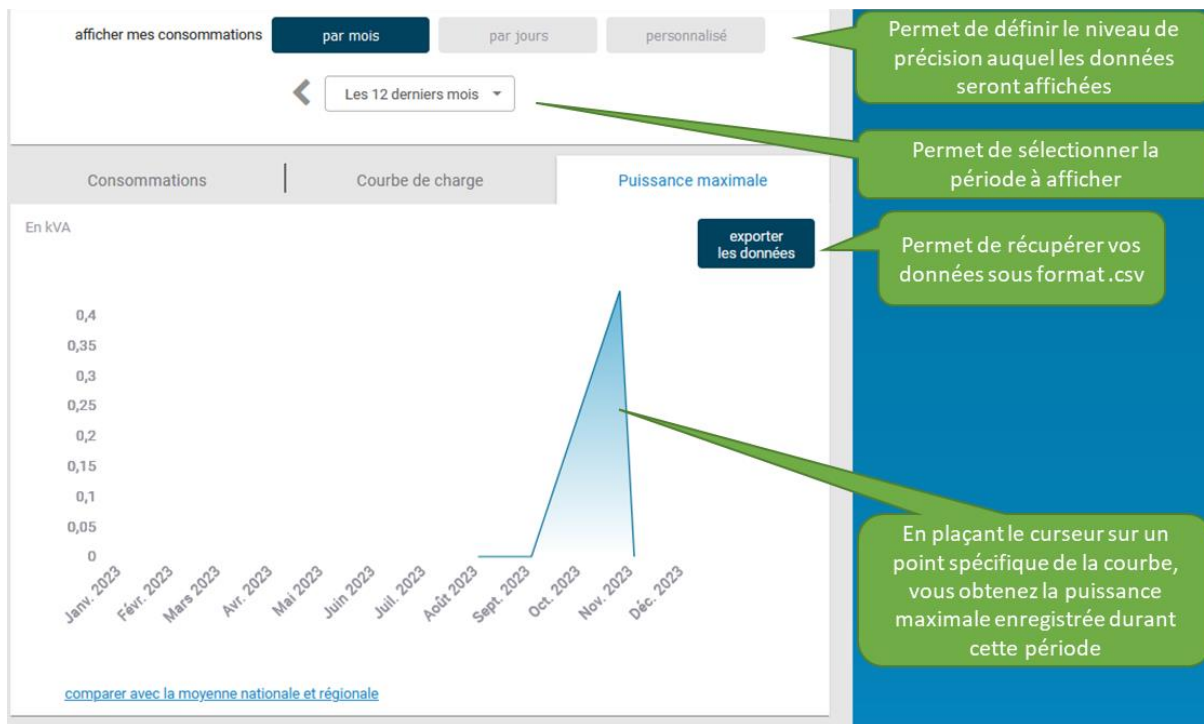 afficher mes consommations par mois par jours personnalisé
Les 12 derniers mois
Permet de définir le niveau de
précision auquel les données
seront affichées
Permet de sélectionner la
période à afficher
Consommations Courbe de charge Puissance maximale
En kVA
exporter
les données
Permet de récupérer vos
données sous format .csv
0,4
0,35
0,3
0,25
0,2
0,15
0,1
0,05
0
Janv. 2023
Févr. 2023
Mars 2023
Avr. 2023
Mai 2023
Juin 2023
Juil. 2023
Août 2023
Sept. 2023
Oct. 2023
Nov. 2023
Déc. 2023
En plaçant le curseur sur un
point spécifique de la courbe,
vous obtenez la puissance
maximale enregistrée durant
cette période
comparer avec la moyenne nationale et régionale